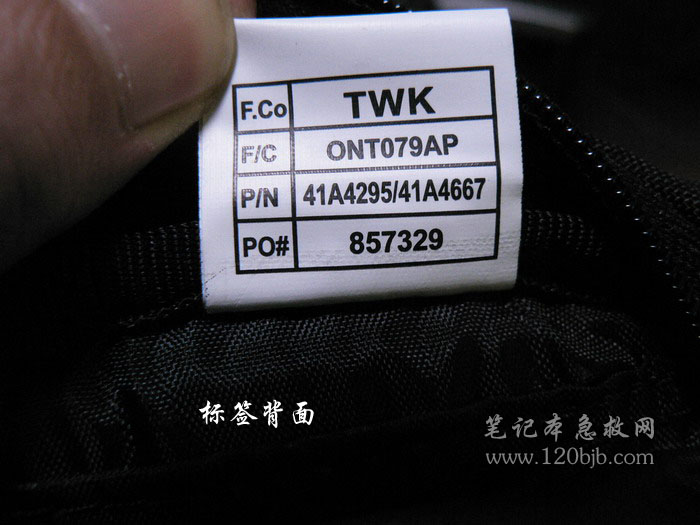 F.Co TWK
F/C ONT079AP
P/N 41A4295/41A4667
PO# 857329
标签背面
笔记本急救网
www.120bjb.com